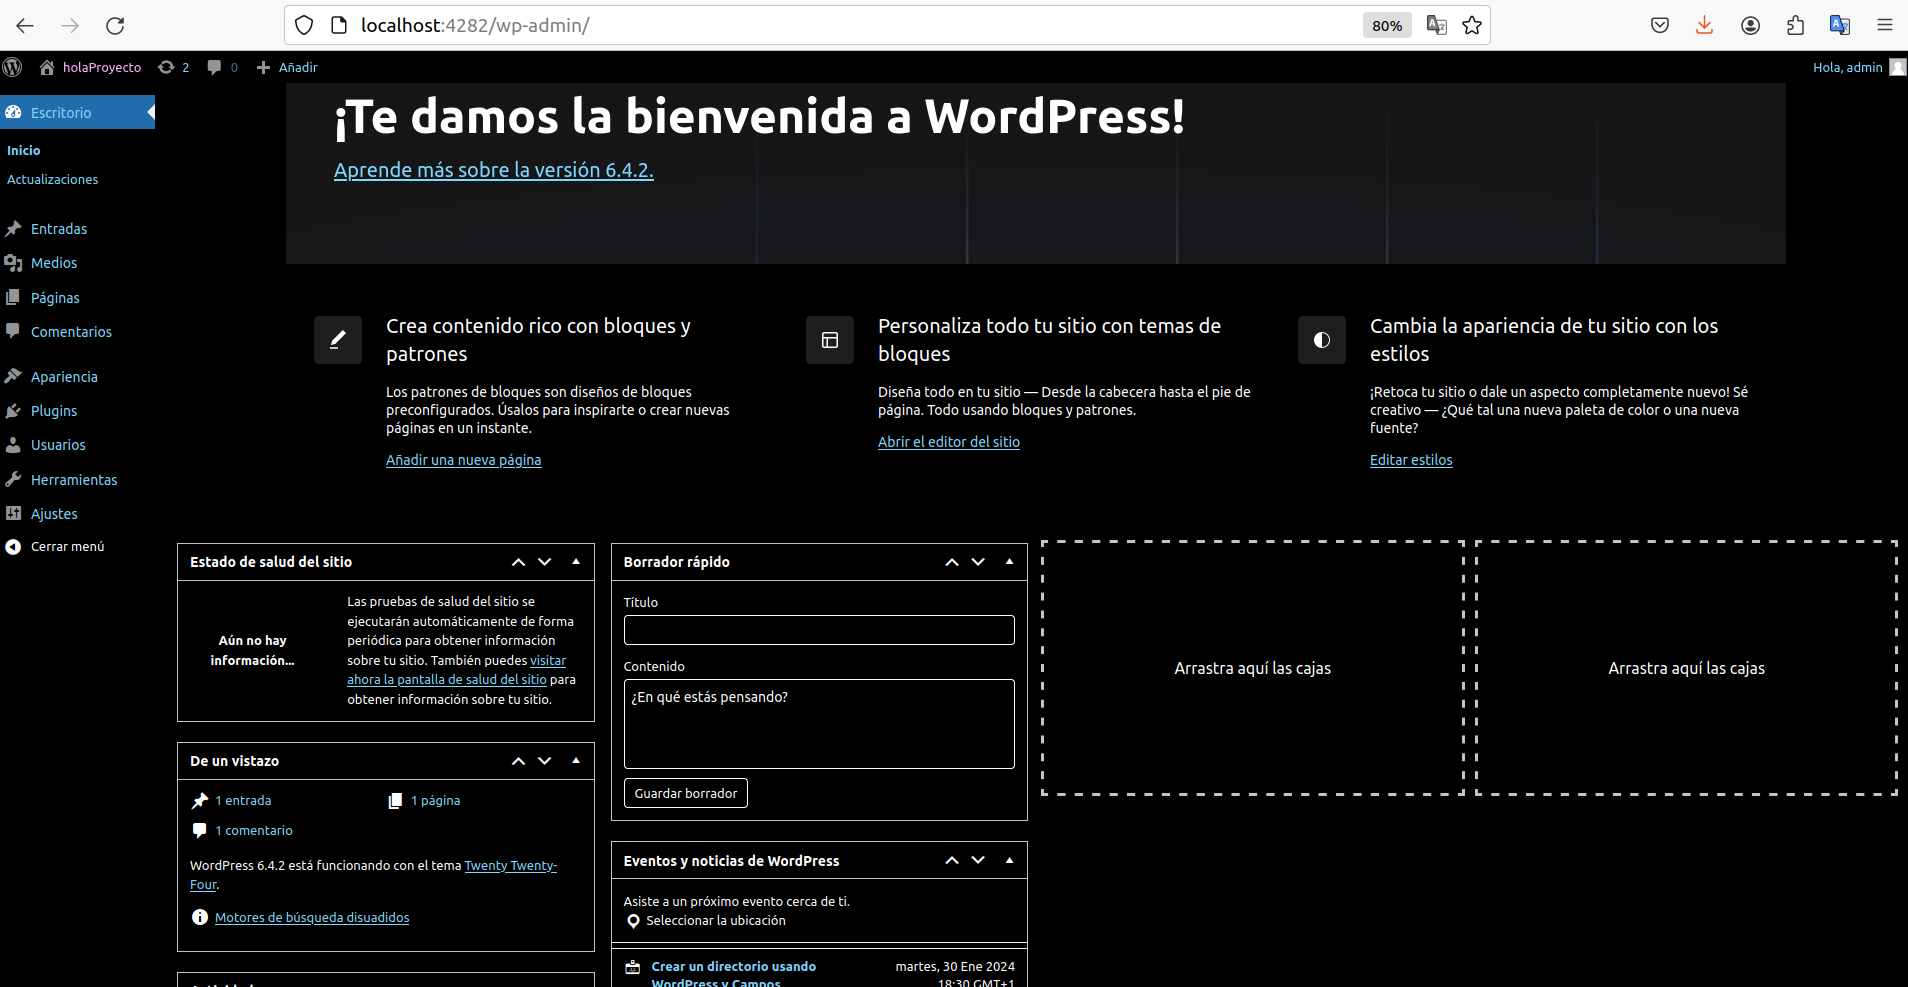 localhost:4282/wp-admin/
80%
holaProyecto
2
0
Añadir
Hola, admin
Escritorio
Inicio
Actualizaciones
Entradas
Medios
Páginas
Comentarios
Apariencia
Plugins
Usuarios
Herramientas
Ajustes
Cerrar menú
¡Te damos la bienvenida a WordPress!
Aprende más sobre la versión 6.4.2.
Crea contenido rico con bloques y
patrones
Los patrones de bloques son diseños de bloques
preconfigurados. Úsalos para inspirarte o crear nuevas
páginas en un instante.
Añadir una nueva página
Personaliza todo tu sitio con temas de
bloques
Diseña todo en tu sitio — Desde la cabecera hasta el pie de
página. Todo usando bloques y patrones.
Abrir el editor del sitio
Cambia la apariencia de tu sitio con los
estilos
¡Retoca tu sitio o dale un aspecto completamente nuevo! Sé
creativo — ¿Qué tal una nueva paleta de color o una nueva
fuente?
Editar estilos
Estado de salud del sitio
Aún no hay
información...
Las pruebas de salud del sitio se
ejecutarán automáticamente de forma
periódica para obtener información
sobre tu sitio. También puedes visitar
ahora la pantalla de salud del sitio para
obtener información sobre tu sitio.
De un vistazo
1 entrada
1 página
1 comentario
WordPress 6.4.2 está funcionando con el tema Twenty Twenty-
Four.
Motores de búsqueda disuadidos
Borrador rápido
Título
Contenido
¿En qué estás pensando?
Guardar borrador
Eventos y noticias de WordPress
Asiste a un próximo evento cerca de ti.
Seleccionar la ubicación
Crear un directorio usando
WordPress y Campos
martes, 30 Ene 2024
18:30 GMT+1
Arrastra aquí las cajas
Arrastra aquí las cajas